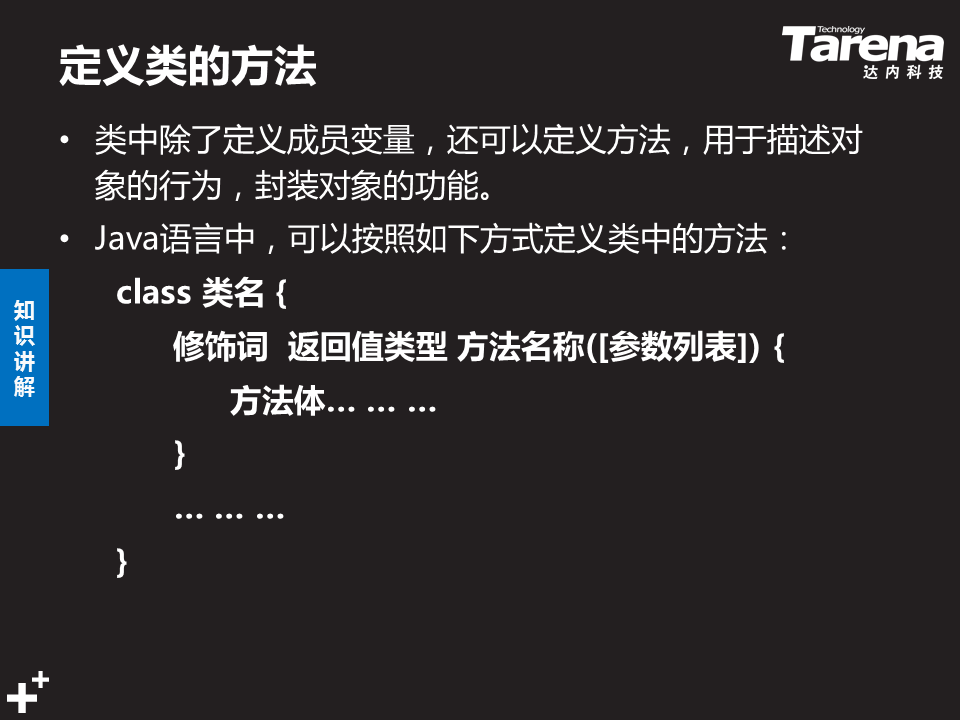 定义类的方法
Technology
Tarena
达内科技
• 类中除了定义成员变量，还可以定义方法，用于描述对
象的行为，封装对象的功能。
• Java语言中，可以按照如下方式定义类中的方法：
class 类名 {
修饰词 返回值类型 方法名称([参数列表]) {
方法体… … …
}
… … …
}
知
识
讲
解